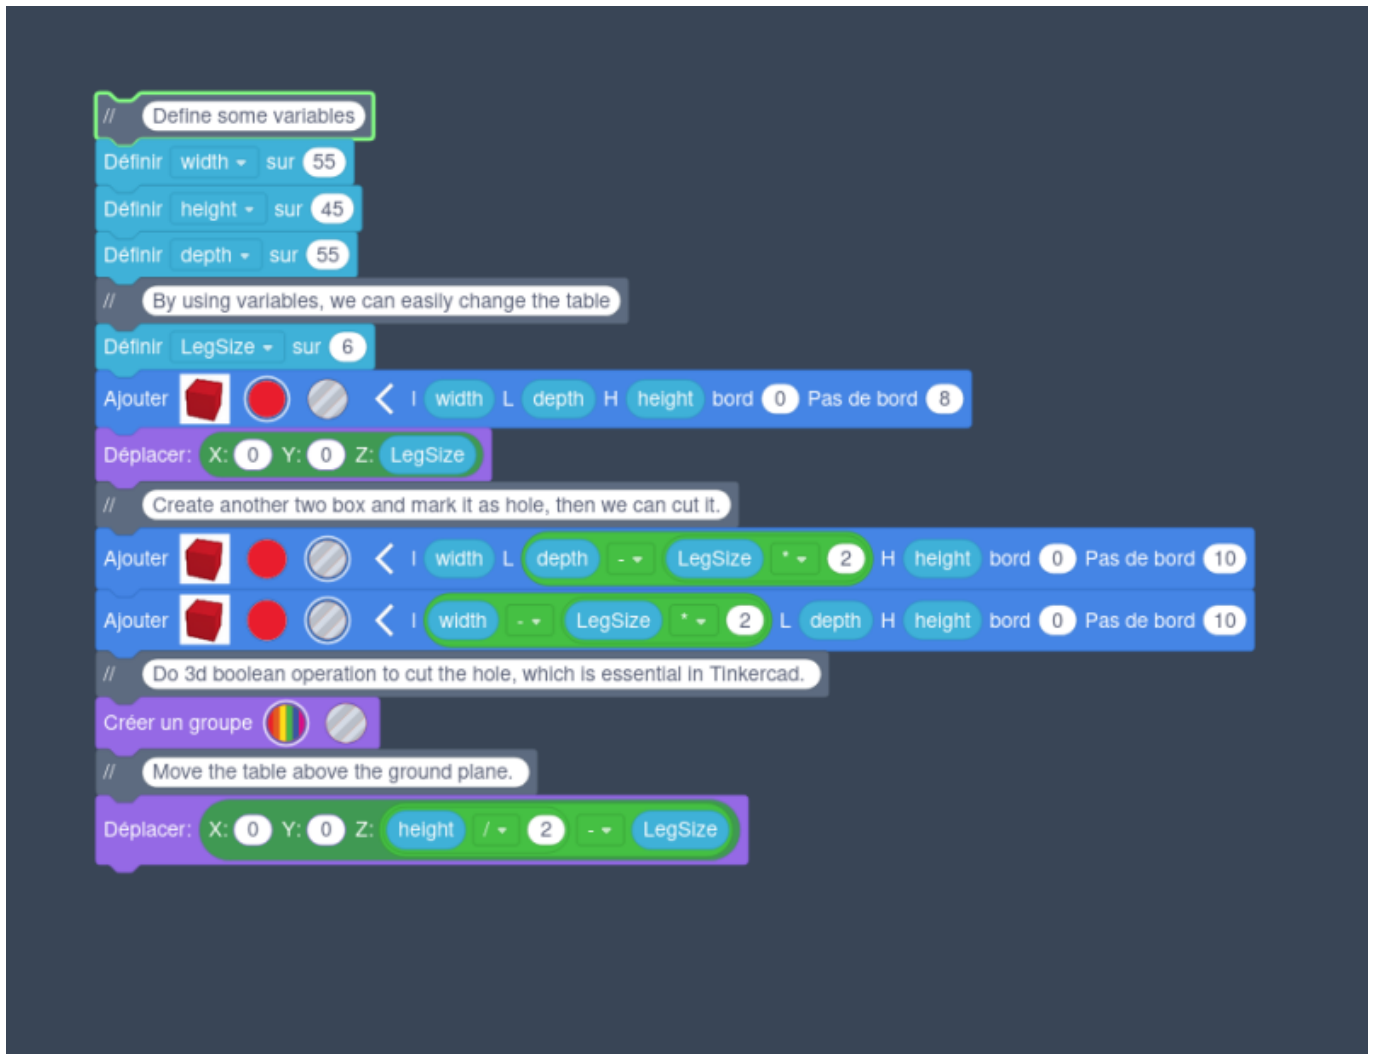 // Define some variables
Définir width sur 55
Définir height sur 45
Définir depth sur 55
// By using variables, we can easily change the table
Définir LegSize sur 6
Ajouter l width L depth H height bord 0 Pas de bord 8
Déplacer: X: 0 Y: 0 Z: LegSize
// Create another two box and mark it as hole, then we can cut it.
Ajouter l width L depth - LegSize * 2 H height bord 0 Pas de bord 10
Ajouter l width - LegSize * 2 L depth H height bord 0 Pas de bord 10
// Do 3d boolean operation to cut the hole, which is essential in Tinkercad.
Créer un groupe
// Move the table above the ground plane.
Déplacer: X: 0 Y: 0 Z: height / 2 - LegSize